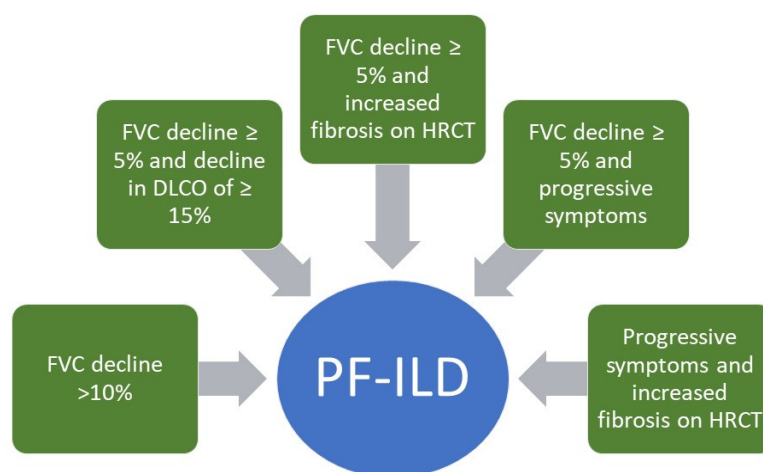 FVC decline ≥
5% and
increased
fibrosis on HRCT
FVC decline ≥
5% and decline
in DLCO of ≥
15%
FVC decline ≥
5% and
progressive
symptoms
FVC decline
>10%
PF-ILD
Progressive
symptoms and
increased
fibrosis on HRCT